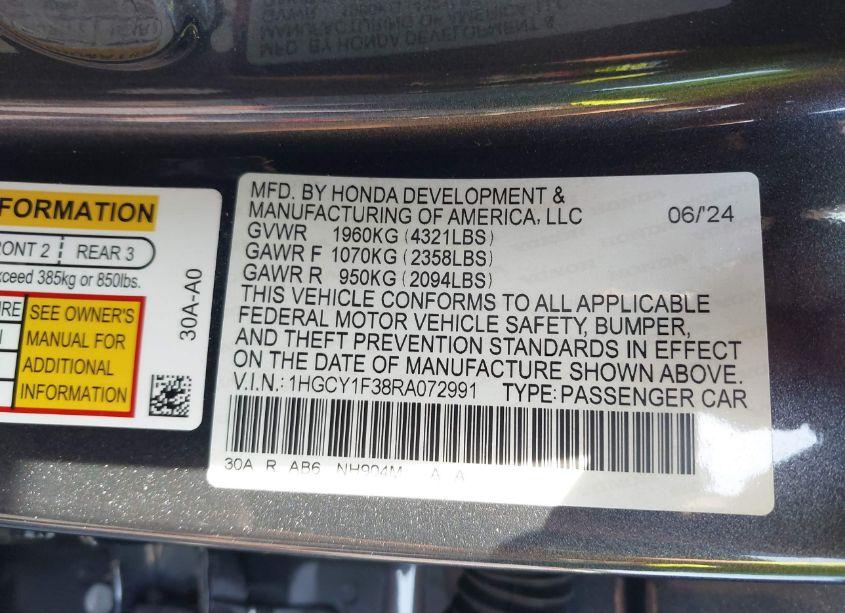 FORMATION
RONT 2 | REAR 3
xceed 385kg or 850lbs.
SEE OWNER'S
MANUAL FOR
ADDITIONAL
INFORMATION
30A-A0
MFD. BY HONDA DEVELOPMENT &
MANUFACTURING OF AMERICA, LLC 06/'24
GVWR 1960KG (4321LBS)
GAWR F 1070KG (2358LBS)
GAWR R 950KG (2094LBS)
THIS VEHICLE CONFORMS TO ALL APPLICABLE
FEDERAL MOTOR VEHICLE SAFETY, BUMPER,
AND THEFT PREVENTION STANDARDS IN EFFECT
ON THE DATE OF MANUFACTURE SHOWN ABOVE.
V.I.N.: 1HGCY1F38RA072991 TYPE: PASSENGER CAR
30A R AB6 NH904M A A